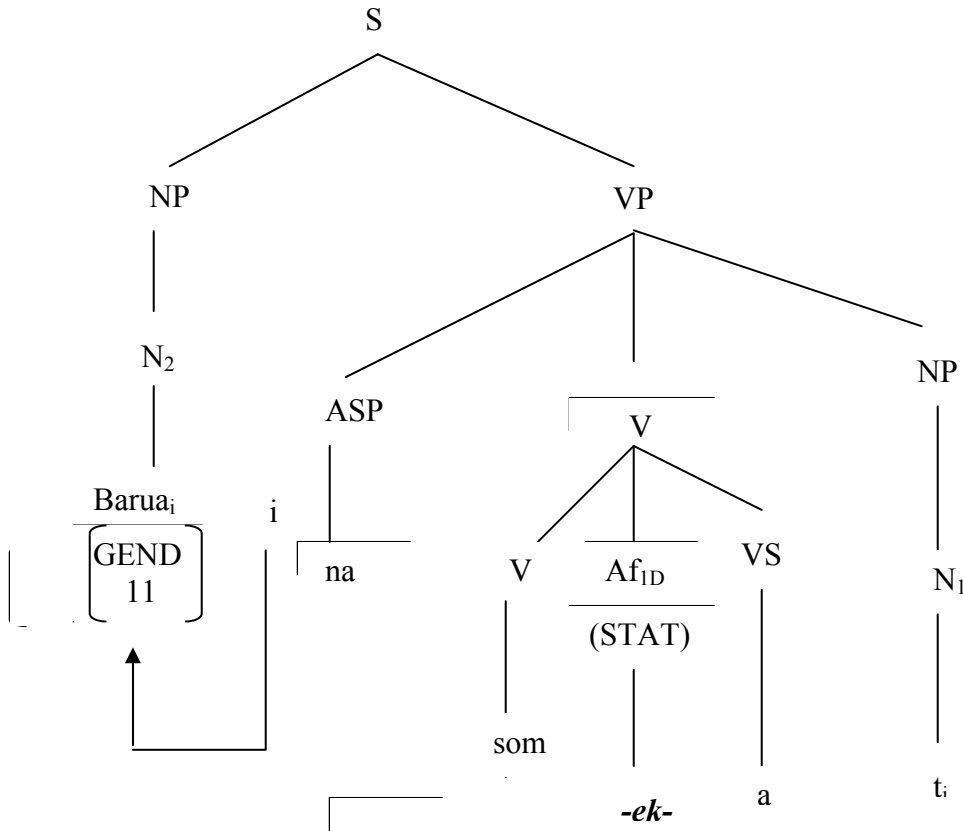 S
NP VP
N₂ NP
ASP V
Baruaᵢ i
GEND na V Af₁D VS N₁
11
(STAT)
som
-ek- a tᵢ